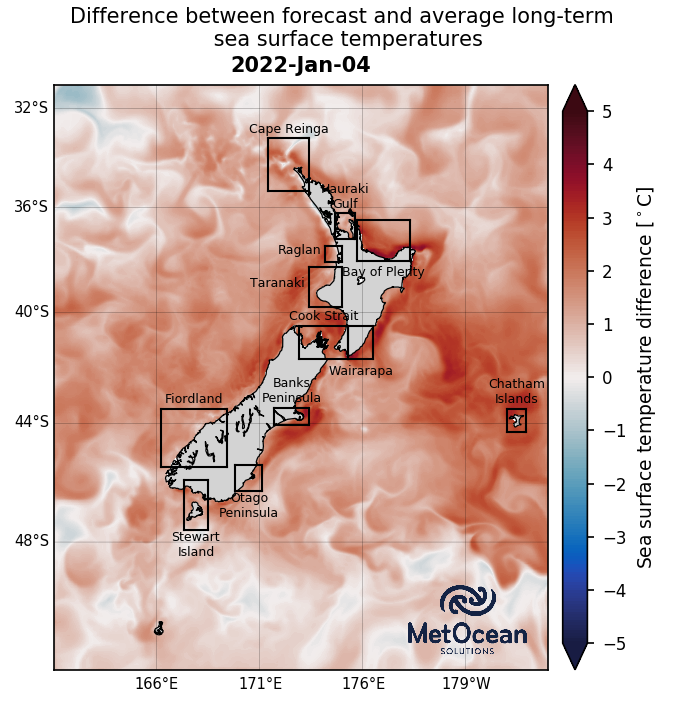 Difference between forecast and average long-term
sea surface temperatures
2022-Jan-04
32°S
36°S
40°S
44°S
48°S
Cape Reinga
Hauraki
Gulf
Raglan
Bay of Plenty
Taranaki
Cook Strait
Wairarapa
Banks
Peninsula
Fiordland
Chatham
Islands
Otago
Peninsula
Stewart
Island
MetOcean
SOLUTIONS
166°E
171°E
176°E
179°W
5
4
3
2
1
0
−1
−2
−3
−4
−5
Sea surface temperature difference [°C]